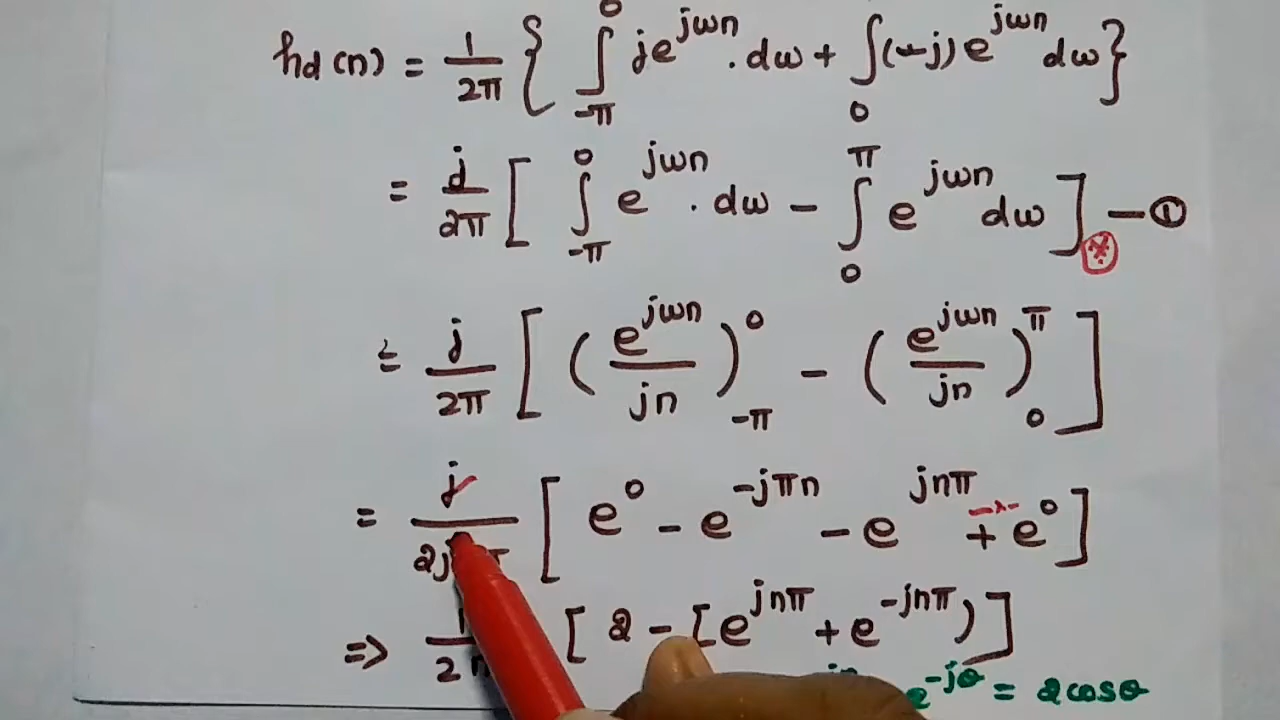 hd(n) = 1/2π { ∫_{-π}^{0} je^{jωn} . dω + ∫_{0} (-j) e^{jωn} dω }
= j/2π [ ∫_{-π}^{0} e^{jωn} . dω - ∫_{0}^{π} e^{jωn} dω ] - ①
= j/2π [ ( e^{jωn} / jn )_{-π}^{0} - ( e^{jωn} / jn )_{0}^{π} ]
= j/2j [ e^{0} - e^{-jπn} - e^{jnπ} + e^{0} ]
⇒ 1/2 [ 2 - [ e^{jnπ} + e^{-jnπ} ) ]
e^{-jθ} = 2cosθ